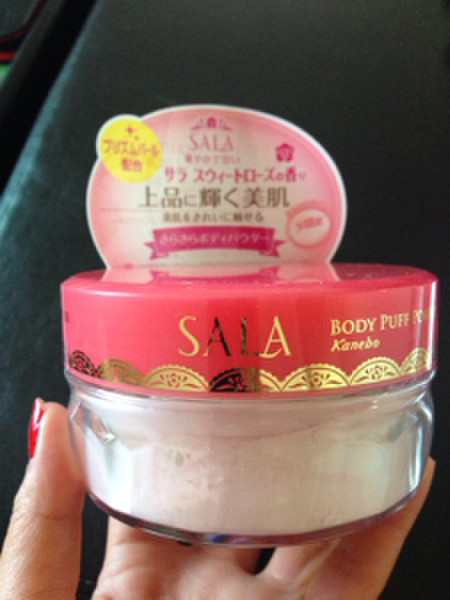 SALA
華やかで甘い
サラ スウィートローズの香り
プリズムパール
配合
上品に輝く美肌
素肌をきれいに魅せる
さらさらボディパウダー
SALA
BODY PUFF PO
Kanebo